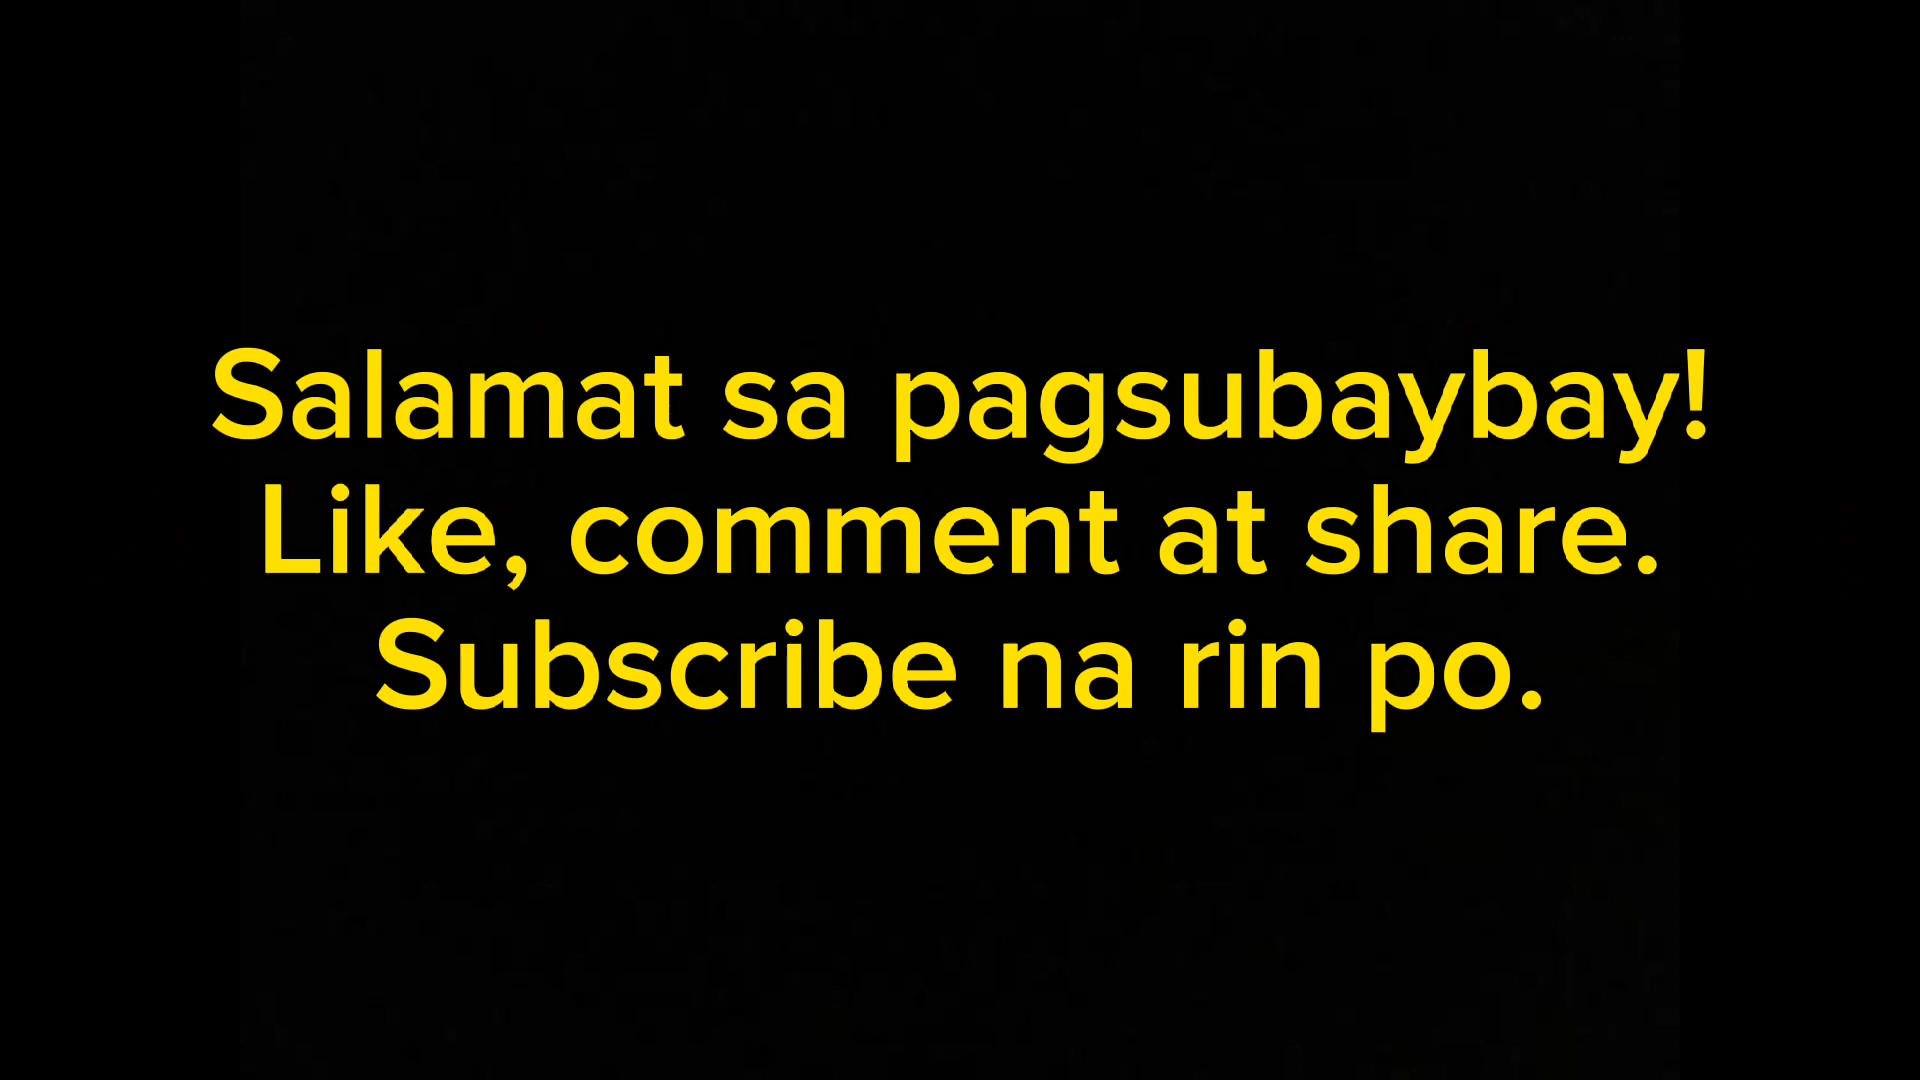 Salamat sa pagsubaybay!
Like, comment at share.
Subscribe na rin po.